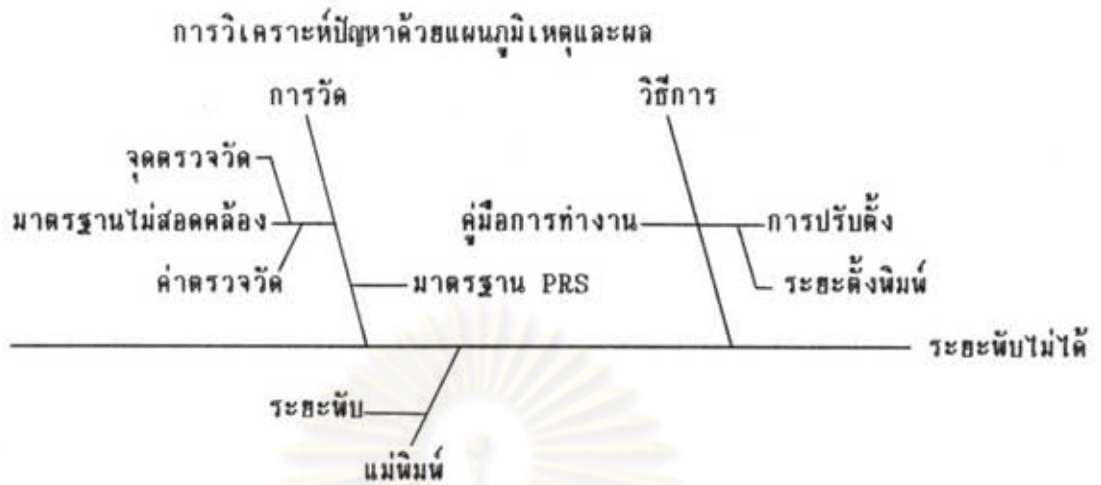 การวิเคราะห์ปัญหาด้วยแผนภูมิเหตุและผล
การวัด
วิธีการ
จุดตรวจวัด
มาตรฐานไม่สอดคล้อง
คู่มือการทำงาน
การปรับตั้ง
ค่าตรวจวัด
มาตรฐาน PRS
ระยะตั้งพิมพ์
ระยะพับไม่ได้
ระยะพับ
แม่พิมพ์